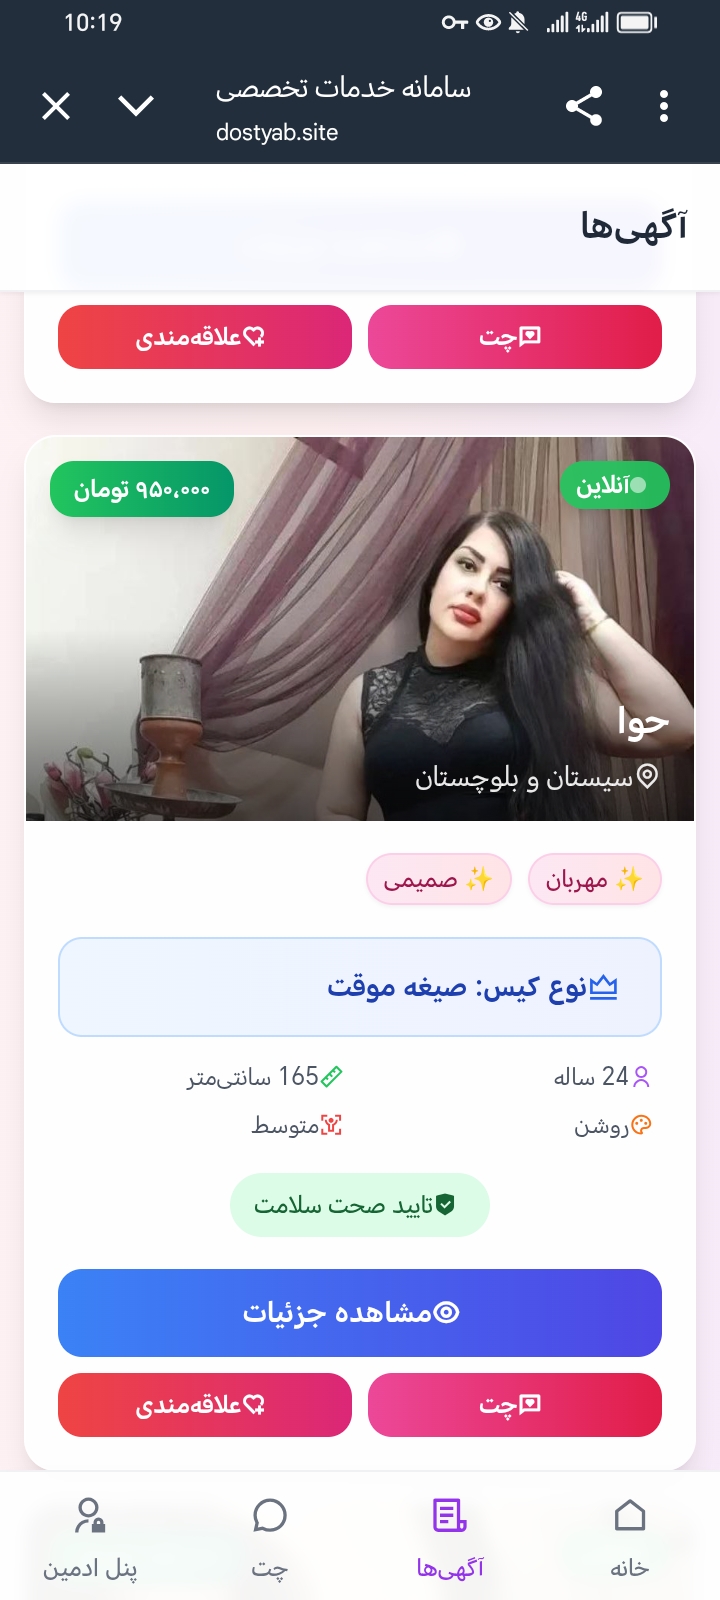 10:19
4G
سامانه خدمات تخصصی
dostyab.site
آگهی‌ها
چت
علاقه‌مندی
آنلاین
۹۵۰,۰۰۰ تومان
حوا
سیستان و بلوچستان
✨ مهربان
✨ صمیمی
نوع کیس: صیغه موقت
24 ساله
165 سانتی‌متر
روشن
متوسط
تایید صحت سلامت
مشاهده جزئیات
چت
علاقه‌مندی
خانه
آگهی‌ها
چت
پنل ادمین